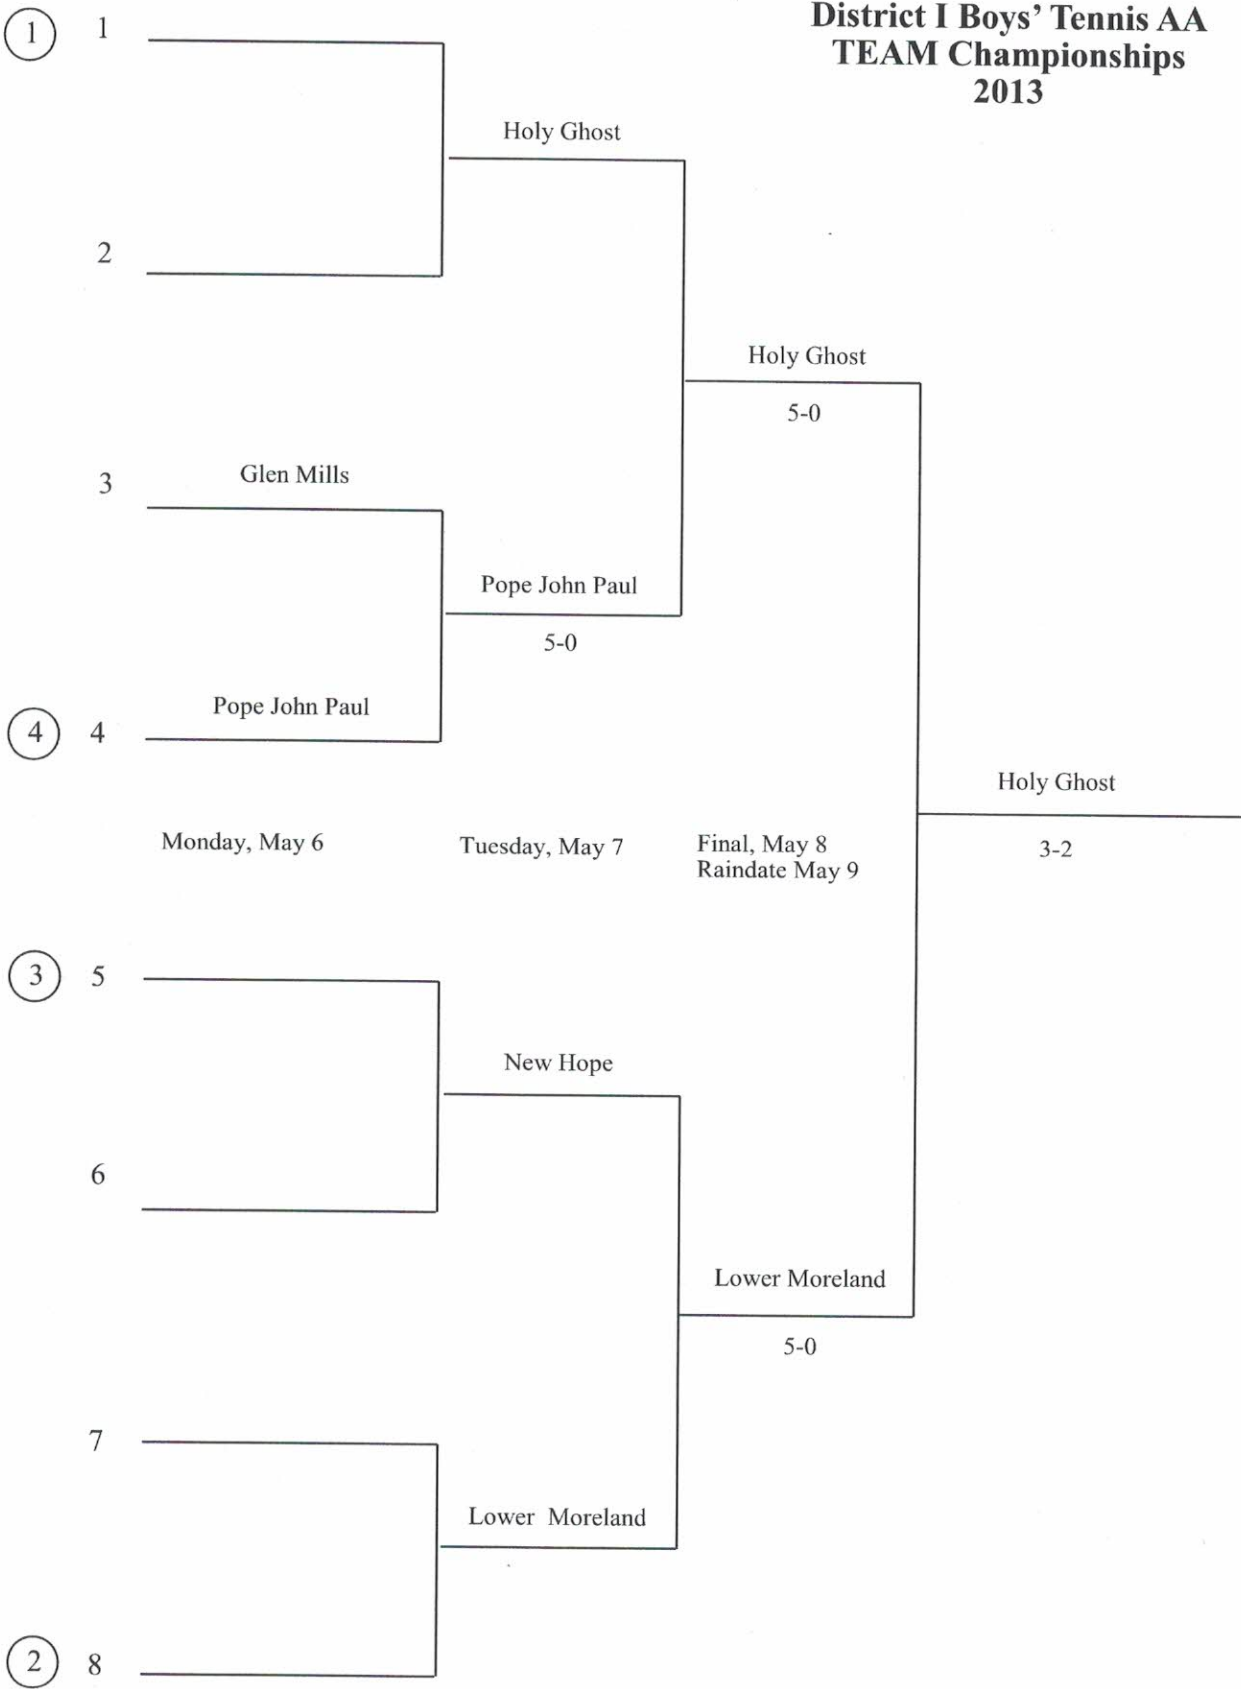 District I Boys' Tennis AA
TEAM Championships
2013
1 1
Holy Ghost
2
Holy Ghost
5-0
3 Glen Mills
Pope John Paul
5-0
Pope John Paul
4 4
Holy Ghost
3-2
Monday, May 6
Tuesday, May 7
Final, May 8
Raindate May 9
3 5
New Hope
6
Lower Moreland
5-0
7
Lower Moreland
2 8